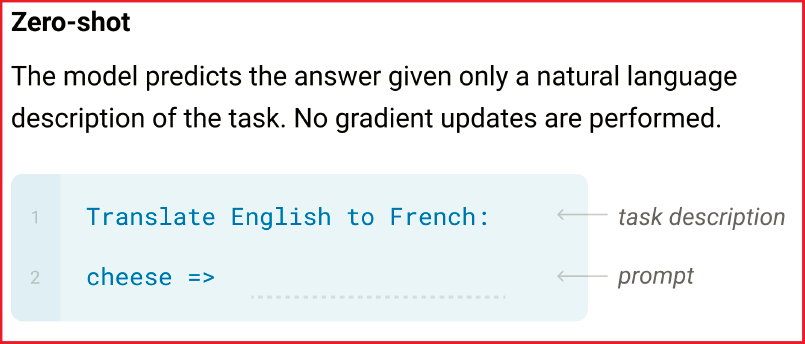 Zero-shot
The model predicts the answer given only a natural language
description of the task. No gradient updates are performed.
1 Translate English to French: task description
2 cheese => prompt